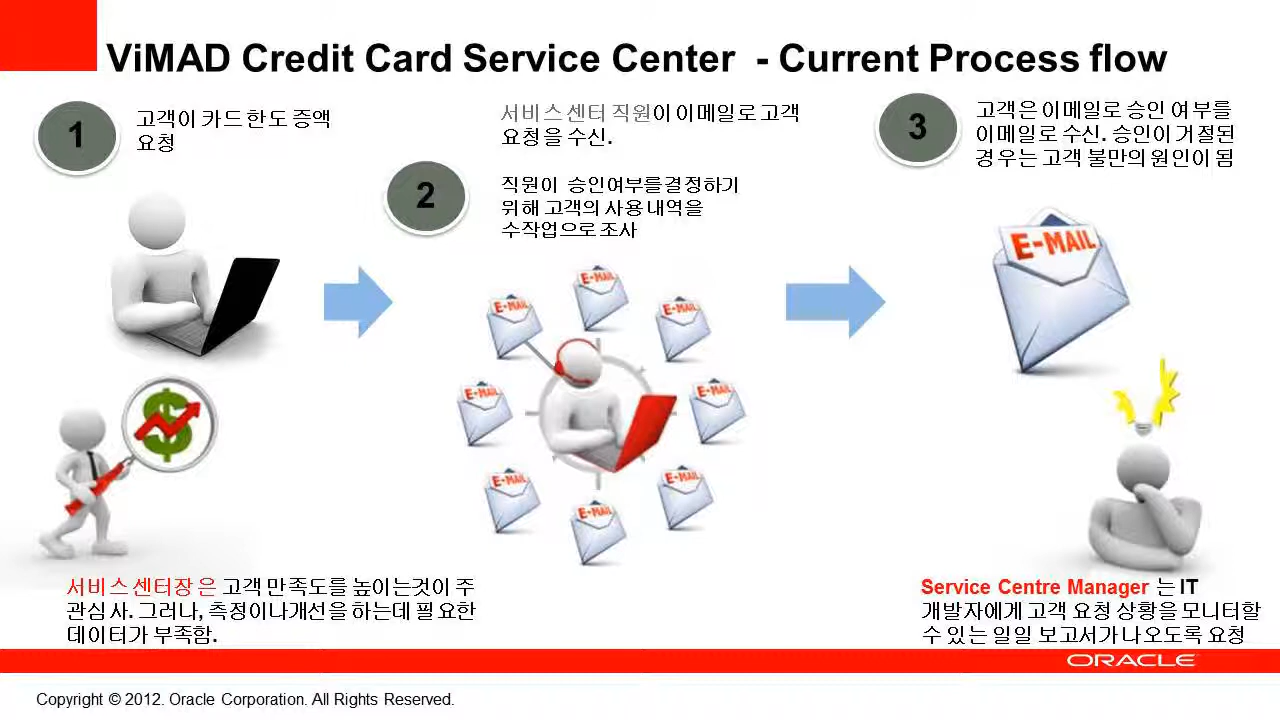 ViMAD Credit Card Service Center - Current Process flow
1
고객이 카드 한도 증액
요청
2
서비스 센터 직원이 이메일로 고객
요청을 수신.
직원이 승인여부를결정하기
위해 고객의 사용 내역을
수작업으로 조사
3
고객은 이메일로 승인 여부를
이메일로 수신. 승인이 거절된
경우는 고객 불만의 원인이 됨
E-MAIL
E-MAIL
E-MAIL
E-MAIL
E-MAIL
E-MAIL
E-MAIL
E-MAIL
E-MAIL
서비스 센터장 은 고객 만족도를 높이는것이 주
관심사. 그러나, 측정이나개선을 하는데 필요한
데이터가 부족함.
Service Centre Manager 는 IT
개발자에게 고객 요청 상황을 모니터할
수 있는 일일 보고서가 나오도록 요청
ORACLE
Copyright © 2012. Oracle Corporation. All Rights Reserved.